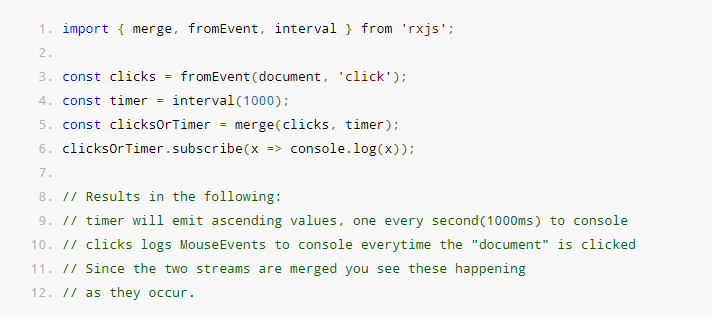 1. import { merge, fromEvent, interval } from 'rxjs';
2.
3. const clicks = fromEvent(document, 'click');
4. const timer = interval(1000);
5. const clicksOrTimer = merge(clicks, timer);
6. clicksOrTimer.subscribe(x => console.log(x));
7.
8. // Results in the following:
9. // timer will emit ascending values, one every second(1000ms) to console
10. // clicks logs MouseEvents to console everytime the "document" is clicked
11. // Since the two streams are merged you see these happening
12. // as they occur.